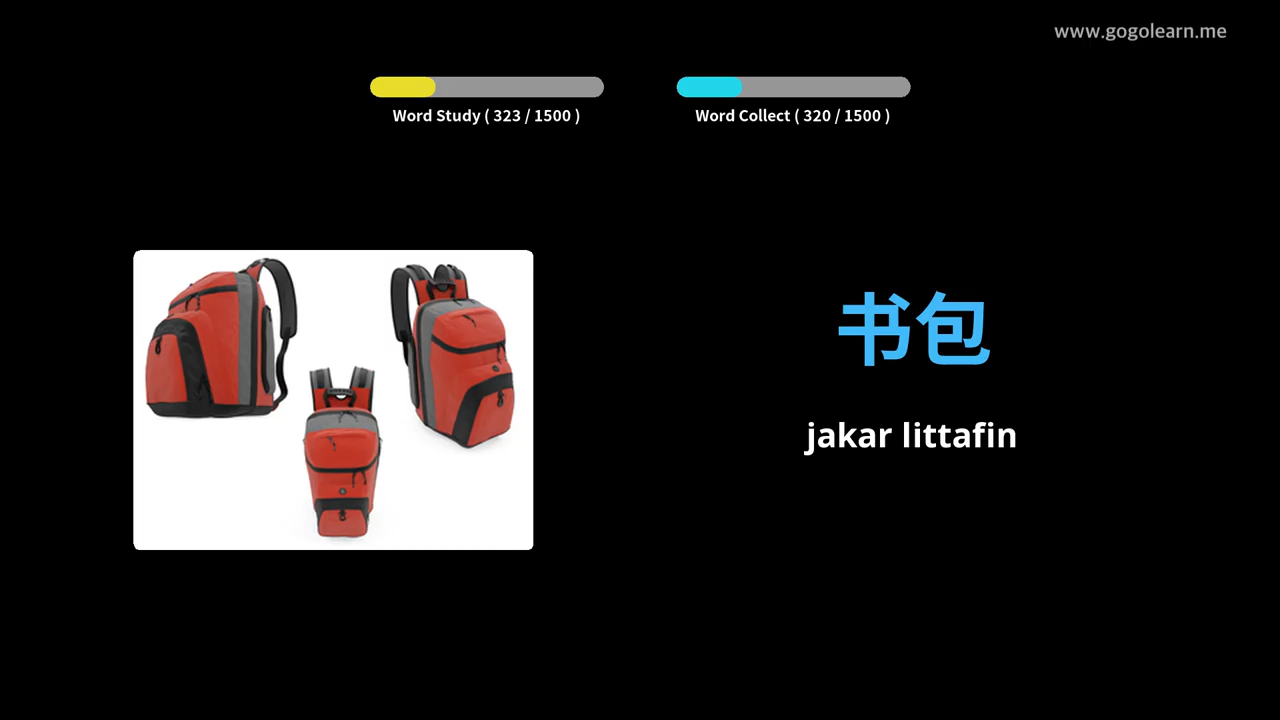 www.gogolearn.me
Word Study ( 323 / 1500 )
Word Collect ( 320 / 1500 )
书包
jakar littafin